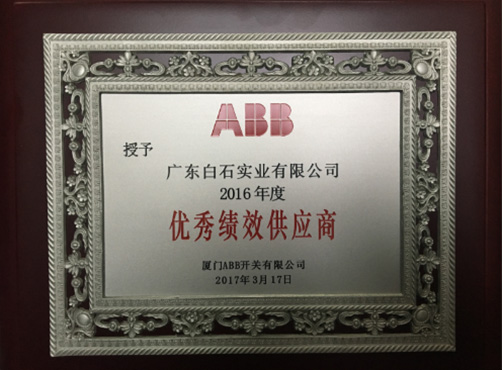 ABB
授予
广东白石实业有限公司
2016年度
优秀绩效供应商
厦门ABB开关有限公司
2017年3月17日